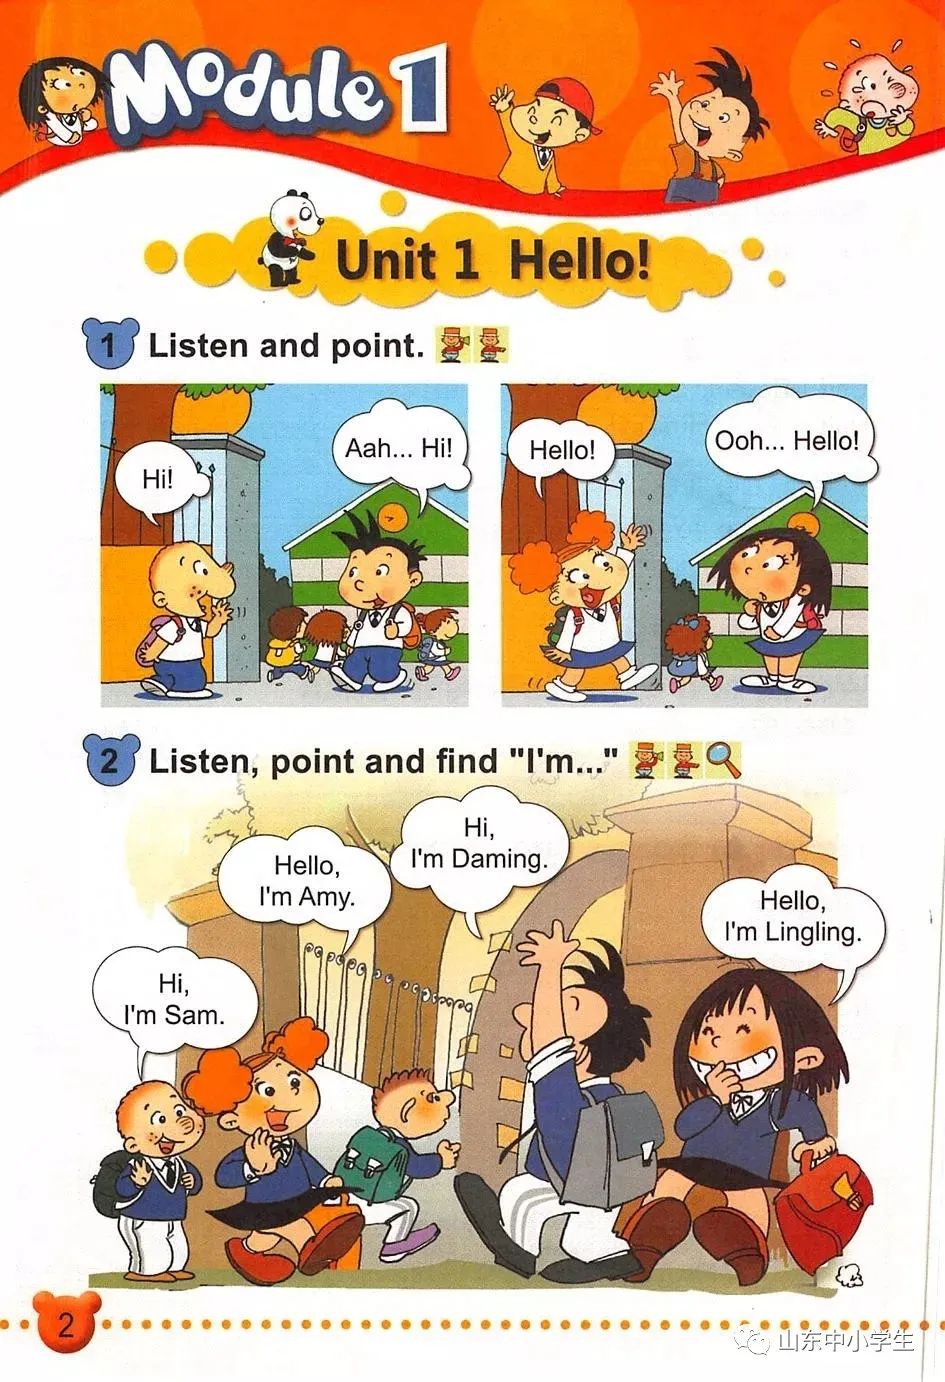 Module 1
Unit 1 Hello!
1 Listen and point.
Hi!
Aah... Hi!
Hello!
Ooh... Hello!
2 Listen, point and find "I'm..."
Hi,
I'm Sam.
Hello,
I'm Amy.
Hi,
I'm Daming.
Hello,
I'm Lingling.
2
山东中小学生